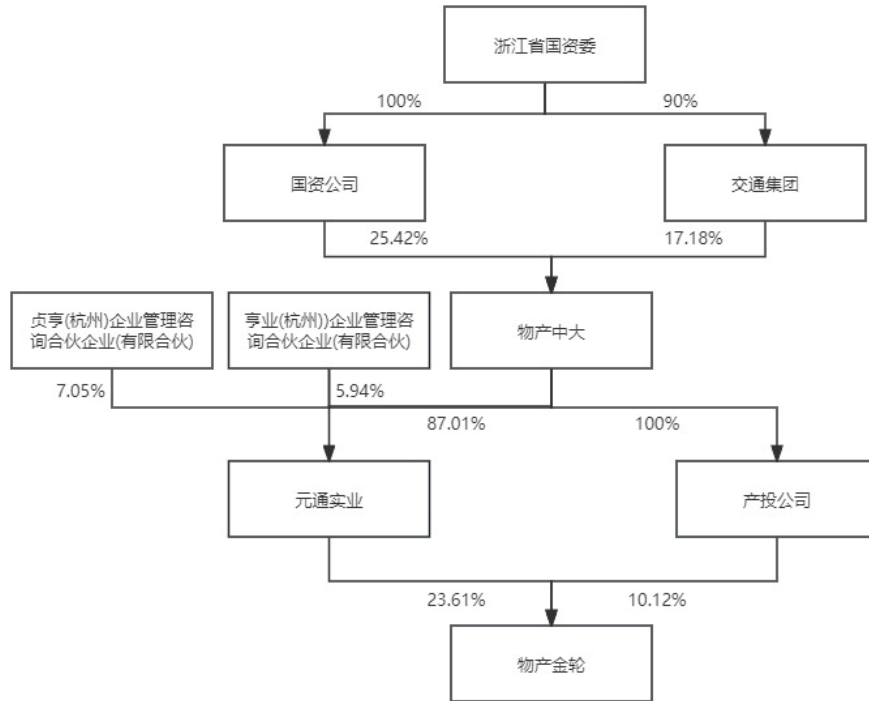 浙江省国资委
100%
90%
国资公司
交通集团
25.42%
17.18%
贞亨(杭州)企业管理咨
询合伙企业(有限合伙)
亨业(杭州))企业管理咨
询合伙企业(有限合伙)
物产中大
7.05%
5.94%
87.01%
100%
元通实业
产投公司
23.61%
10.12%
物产金轮